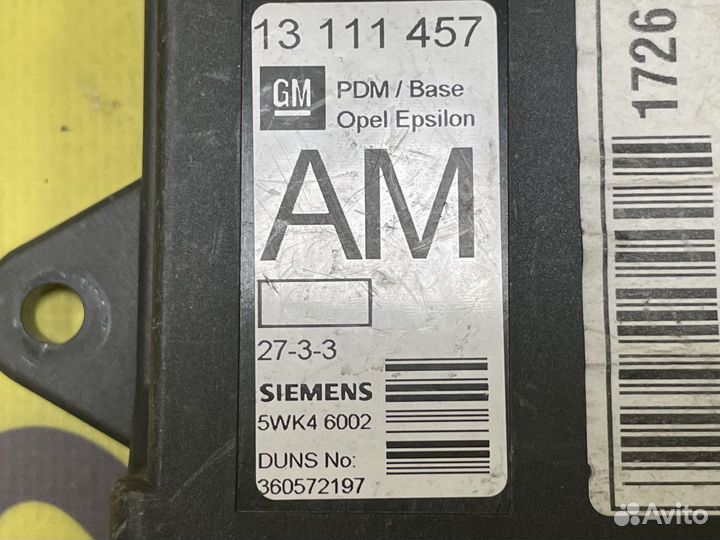 13 111 457
GM
PDM / Base
Opel Epsilon
AM
27-3-3
SIEMENS
5WK4 6002
DUNS No:
360572197
1726
Avito